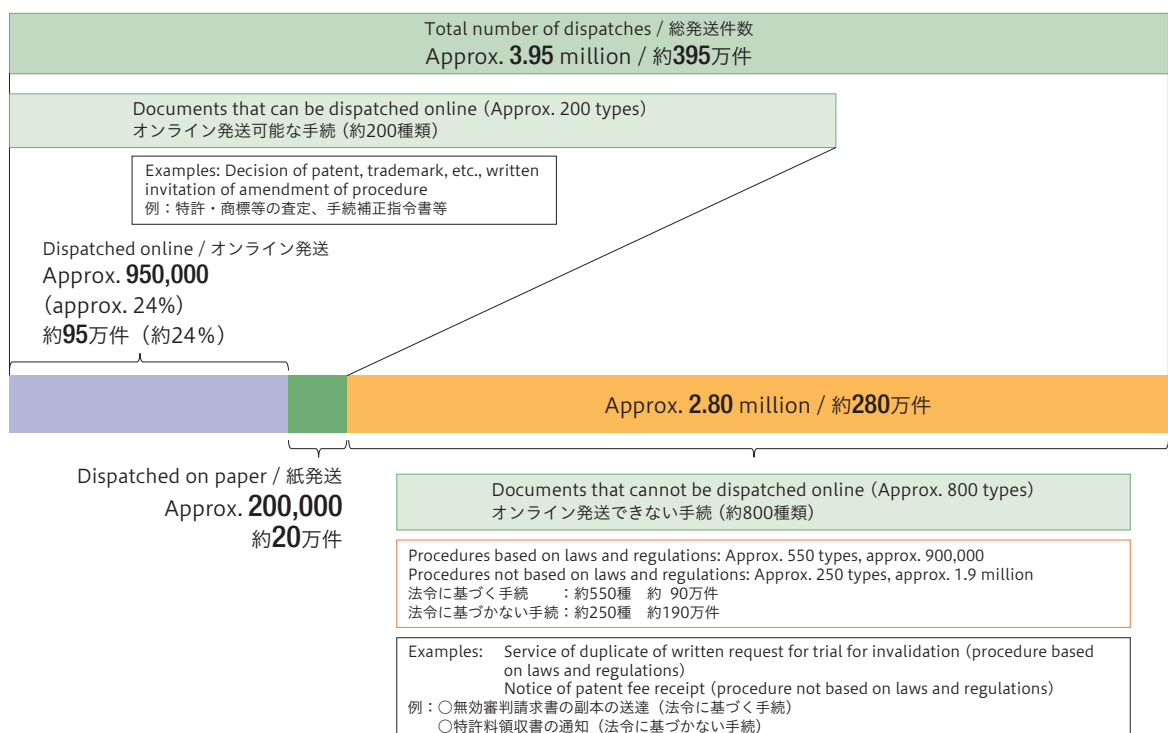 Total number of dispatches / 総発送件数
Approx. 3.95 million / 約395万件
Documents that can be dispatched online (Approx. 200 types)
オンライン発送可能な手続（約200種類）
Examples: Decision of patent, trademark, etc., written
invitation of amendment of procedure
例：特許・商標等の査定、手続補正指令書等
Dispatched online / オンライン発送
Approx. 950,000
(approx. 24%)
約95万件（約24%）
Approx. 2.80 million / 約280万件
Dispatched on paper / 紙発送
Approx. 200,000
約20万件
Documents that cannot be dispatched online (Approx. 800 types)
オンライン発送できない手続（約800種類）
Procedures based on laws and regulations: Approx. 550 types, approx. 900,000
Procedures not based on laws and regulations: Approx. 250 types, approx. 1.9 million
法令に基づく手続　　：約550種　約 90万件
法令に基づかない手続：約250種　約190万件
Examples: Service of duplicate of written request for trial for invalidation (procedure based
on laws and regulations)
Notice of patent fee receipt (procedure not based on laws and regulations)
例：○無効審判請求書の副本の送達（法令に基づく手続）
○特許料領収書の通知（法令に基づかない手続）